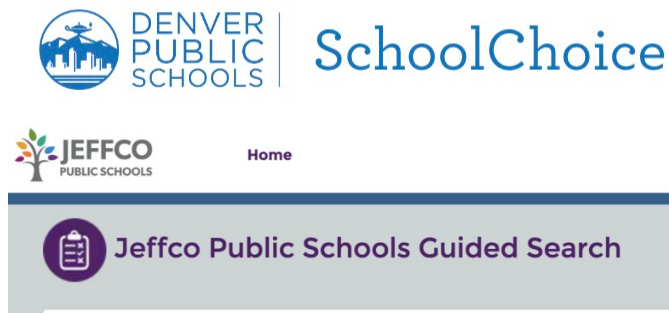 DENVER
PUBLIC
SCHOOLS
SchoolChoice
JEFFCO
PUBLIC SCHOOLS
Home
Jeffco Public Schools Guided Search